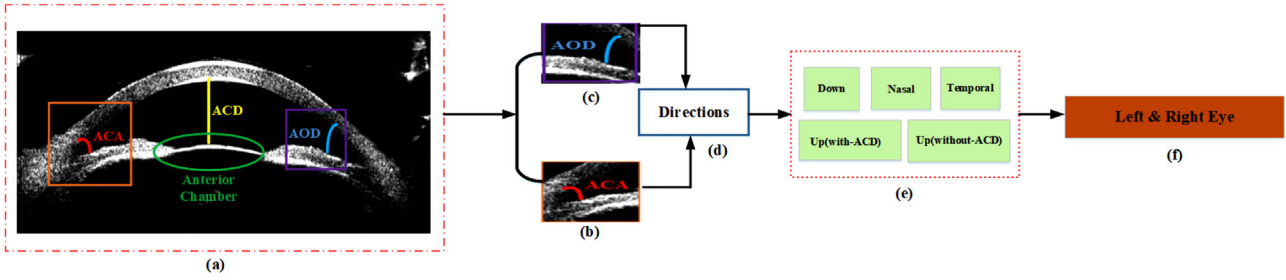 ACD
ACA
AOD
Anterior
Chamber
(a)
AOD
(c)
ACA
(b)
Directions
(d)
Down
Nasal
Temporal
Up(with-ACD)
Up(without-ACD)
(e)
Left & Right Eye
(f)